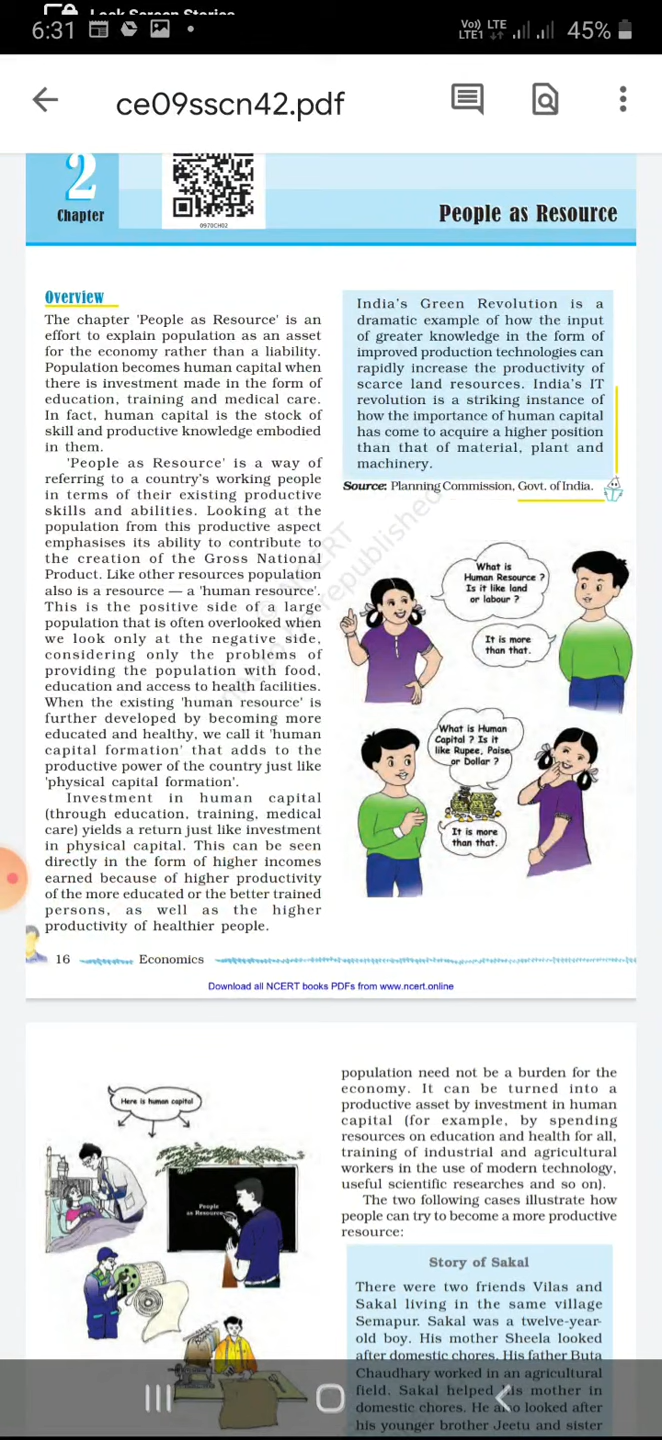 Lock Screen Stories
6:31
Vo)) LTE
LTE1
45%
ce09sscn42.pdf
2
Chapter
0970CH02
People as Resource
Overview
The chapter 'People as Resource' is an
effort to explain population as an asset
for the economy rather than a liability.
Population becomes human capital when
there is investment made in the form of
education, training and medical care.
In fact, human capital is the stock of
skill and productive knowledge embodied
in them.
'People as Resource' is a way of
referring to a country's working people
in terms of their existing productive
skills and abilities. Looking at the
population from this productive aspect
emphasises its ability to contribute to
the creation of the Gross National
Product. Like other resources population
also is a resource — a 'human resource'.
This is the positive side of a large
population that is often overlooked when
we look only at the negative side,
considering only the problems of
providing the population with food,
education and access to health facilities.
When the existing 'human resource' is
further developed by becoming more
educated and healthy, we call it 'human
capital formation' that adds to the
productive power of the country just like
'physical capital formation'.
Investment in human capital
(through education, training, medical
care) yields a return just like investment
in physical capital. This can be seen
directly in the form of higher incomes
earned because of higher productivity
of the more educated or the better trained
persons, as well as the higher
productivity of healthier people.
India's Green Revolution is a
dramatic example of how the input
of greater knowledge in the form of
improved production technologies can
rapidly increase the productivity of
scarce land resources. India's IT
revolution is a striking instance of
how the importance of human capital
has come to acquire a higher position
than that of material, plant and
machinery.
Source: Planning Commission, Govt. of India.
What is
Human Resource ?
Is it like land
or labour ?
It is more
than that.
What is Human
Capital ? Is it
like Rupee, Paise
or Dollar ?
It is more
than that.
16
Economics
Download all NCERT books PDFs from www.ncert.online
Here is human capital
People
as Resource
population need not be a burden for the
economy. It can be turned into a
productive asset by investment in human
capital (for example, by spending
resources on education and health for all,
training of industrial and agricultural
workers in the use of modern technology,
useful scientific researches and so on).
The two following cases illustrate how
people can try to become a more productive
resource:
Story of Sakal
There were two friends Vilas and
Sakal living in the same village
Semapur. Sakal was a twelve-year-
old boy. His mother Sheela looked
after domestic chores. His father Buta
Chaudhary worked in an agricultural
field. Sakal helped his mother in
domestic chores. He also looked after
his younger brother Jeetu and sister